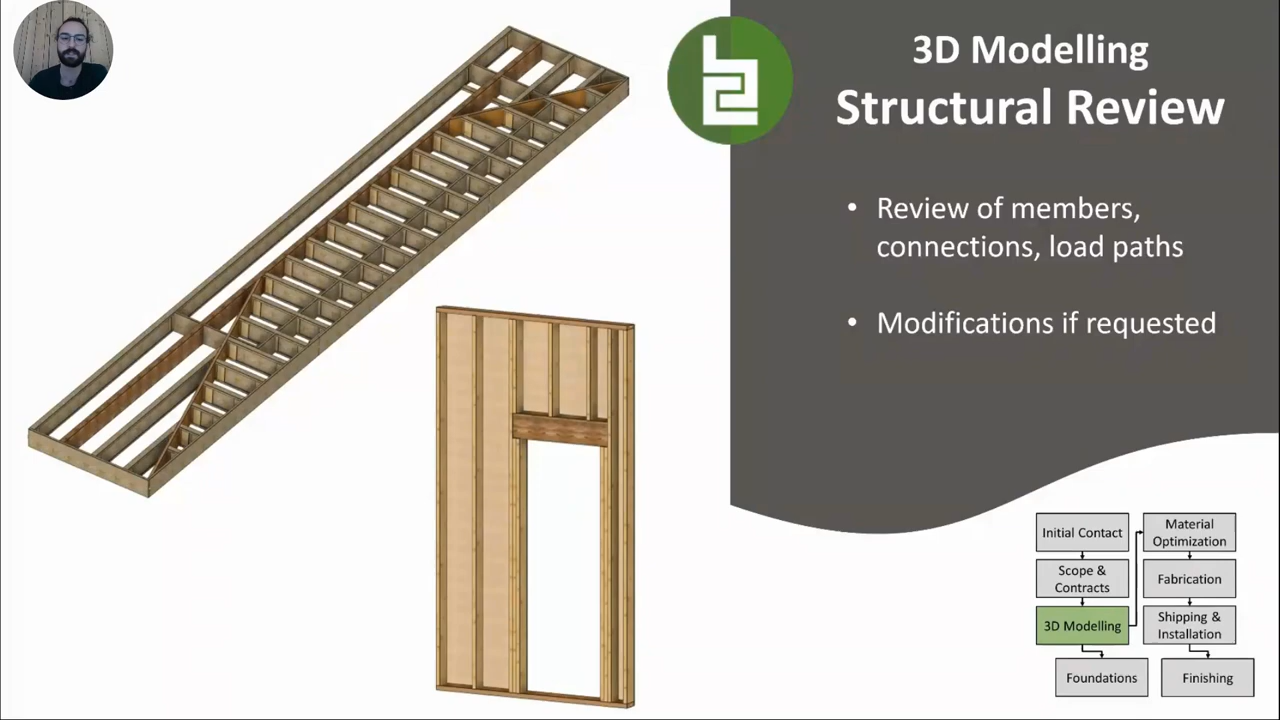 3D Modelling
Structural Review
• Review of members,
connections, load paths
• Modifications if requested
Initial Contact
Scope &
Contracts
3D Modelling
Foundations
Material
Optimization
Fabrication
Shipping &
Installation
Finishing